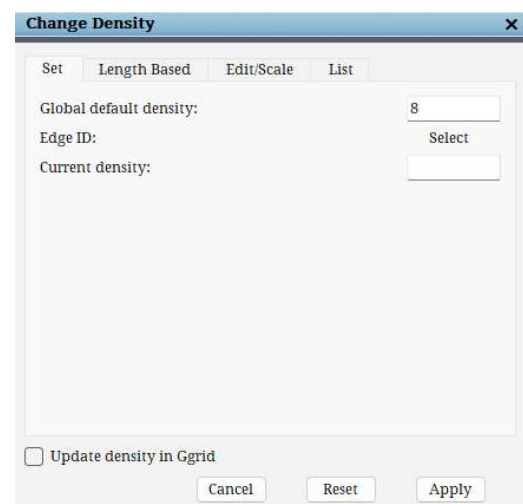 Change Density
Set Length Based Edit/Scale List
Global default density: 8
Edge ID: Select
Current density:
Update density in Ggrid
Cancel Reset Apply